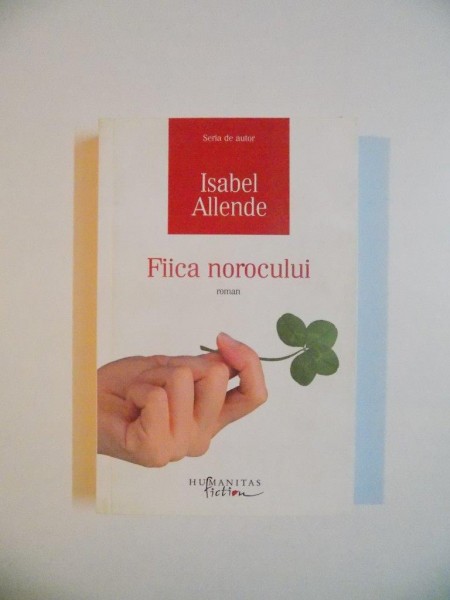 Seria de autor
Isabel
Allende
Fiica norocului
roman
HUMANITAS
fiction